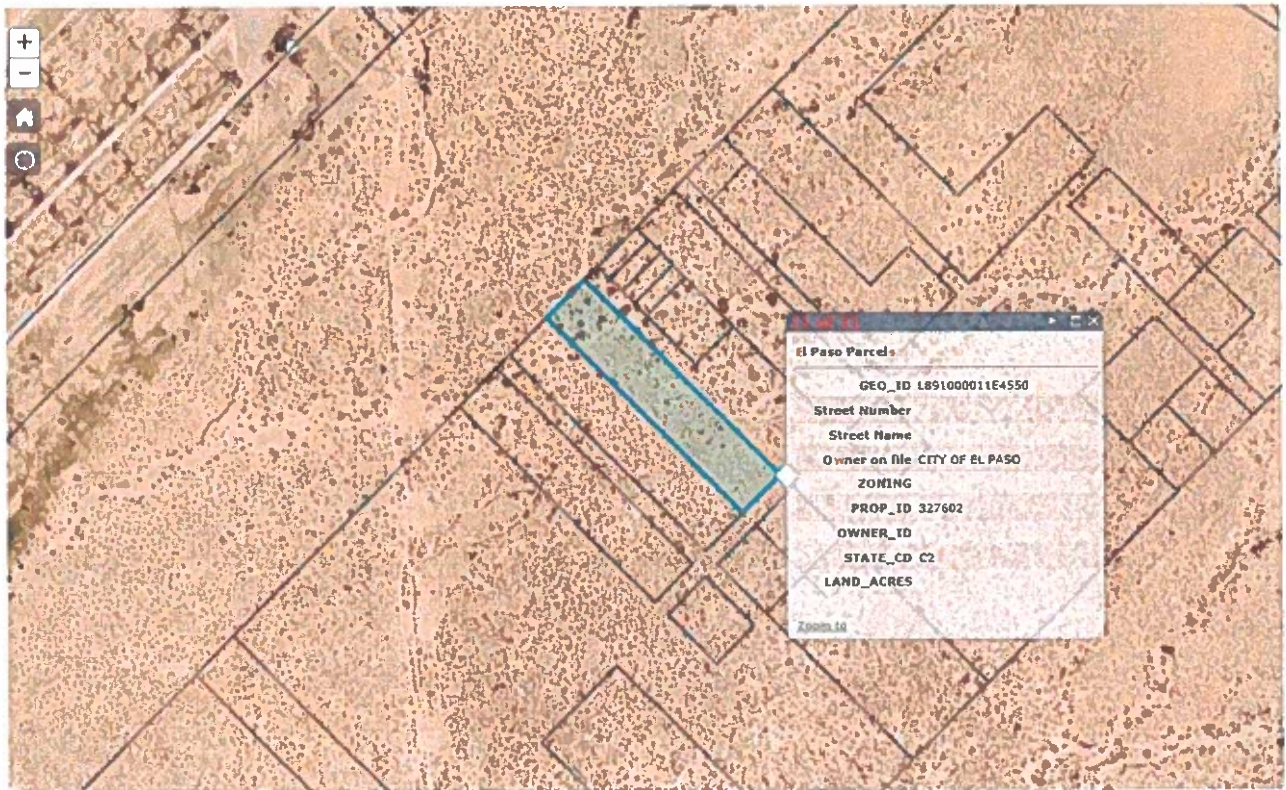 +
−
El Paso Parcels
GEO_ID L891000011E4550
Street Number
Street Name
Owner on file CITY OF EL PASO
ZONING
PROP_ID 327602
OWNER_ID
STATE_CD C2
LAND_ACRES
Zoom to